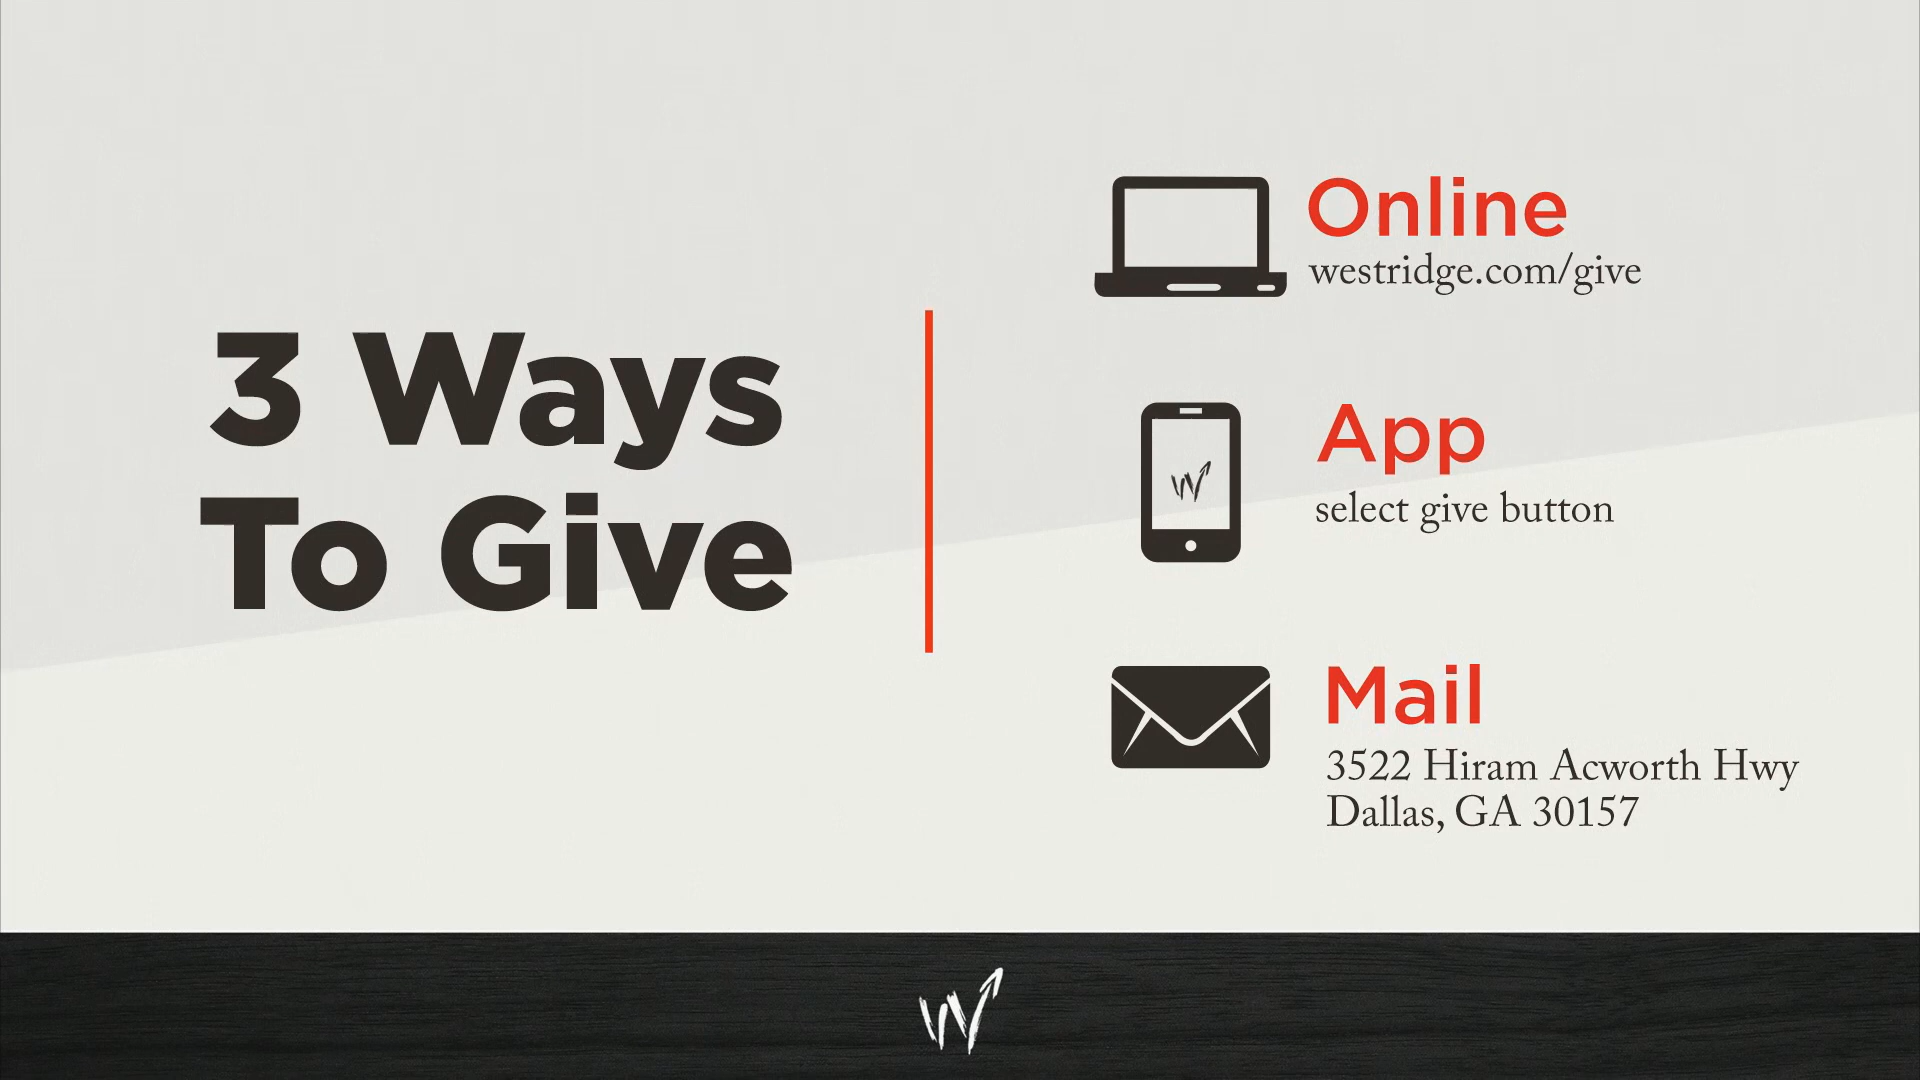 3 Ways
To Give
Online
westridge.com/give
App
select give button
Mail
3522 Hiram Acworth Hwy
Dallas, GA 30157
W